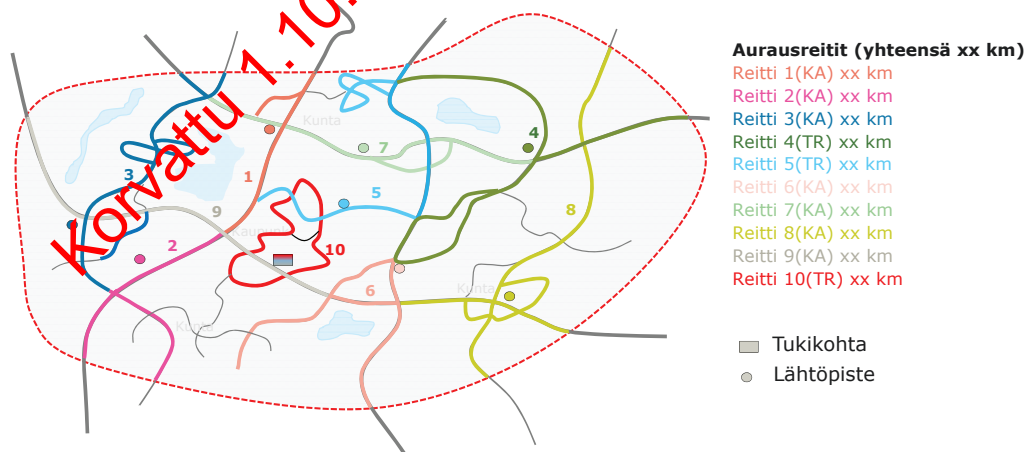 Korvattu 1.10.
Kunta
4
7
3
1
5
9
8
Kaupunki
2
10
6
Kunta
Kunta
Aurausreitit (yhteensä xx km)
Reitti 1(KA) xx km
Reitti 2(KA) xx km
Reitti 3(KA) xx km
Reitti 4(TR) xx km
Reitti 5(TR) xx km
Reitti 6(KA) xx km
Reitti 7(KA) xx km
Reitti 8(KA) xx km
Reitti 9(KA) xx km
Reitti 10(TR) xx km
Tukikohta
Lähtöpiste